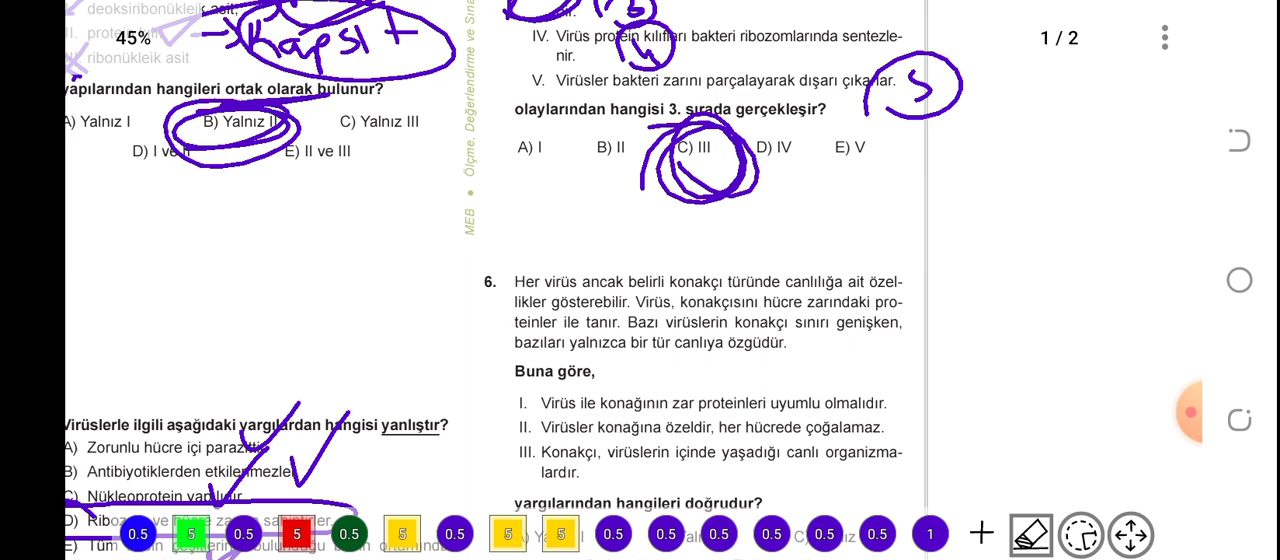 deoksiribonükleik asit,
45%
ribonükleik asit
yapılarından hangileri ortak olarak bulunur?
A) Yalnız I B) Yalnız II C) Yalnız III
D) I ve II E) II ve III
Virüslerle ilgili aşağıdaki yargılardan hangisi yanlıştır?
A) Zorunlu hücre içi parazittir.
B) Antibiyotiklerden etkilenmezler.
C) Nükleoprotein yapılıdır.
MEB • Ölçme, Değerlendirme ve Sına
IV. Virüs protein kılıfları bakteri ribozomlarında sentezle-
nir.
4
V. Virüsler bakteri zarını parçalayarak dışarı çıkarlar.
5
olaylarından hangisi 3. sırada gerçekleşir?
A) I B) II C) III D) IV E) V
6. Her virüs ancak belirli konakçı türünde canlılığa ait özel-
likler gösterebilir. Virüs, konakçısını hücre zarındaki pro-
teinler ile tanır. Bazı virüslerin konakçı sınırı genişken,
bazıları yalnızca bir tür canlıya özgüdür.
Buna göre,
I. Virüs ile konağının zar proteinleri uyumlu olmalıdır.
II. Virüsler konağına özeldir, her hücrede çoğalamaz.
III. Konakçı, virüslerin içinde yaşadığı canlı organizma-
lardır.
yargılarından hangileri doğrudur?
1 / 2
0.5 5 0.5 5 0.5 5 0.5 5 5 0.5 0.5 0.5 0.5 0.5 0.5 1